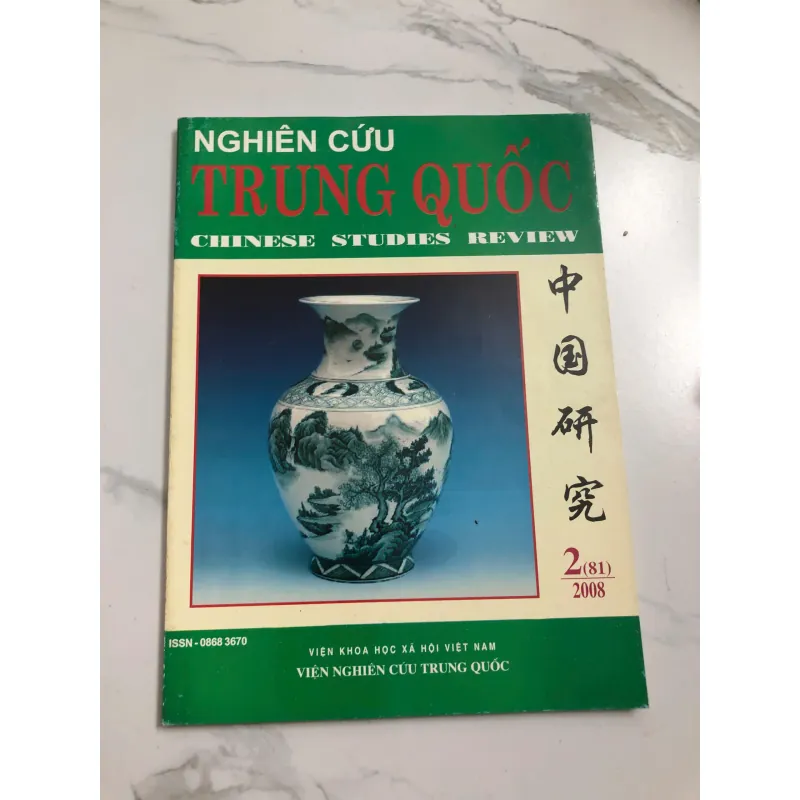 NGHIÊN CỨU
TRUNG QUỐC
CHINESE STUDIES REVIEW
中国研究
2(81)
2008
ISSN - 0868 3670
VIỆN KHOA HỌC XÃ HỘI VIỆT NAM
VIỆN NGHIÊN CỨU TRUNG QUỐC